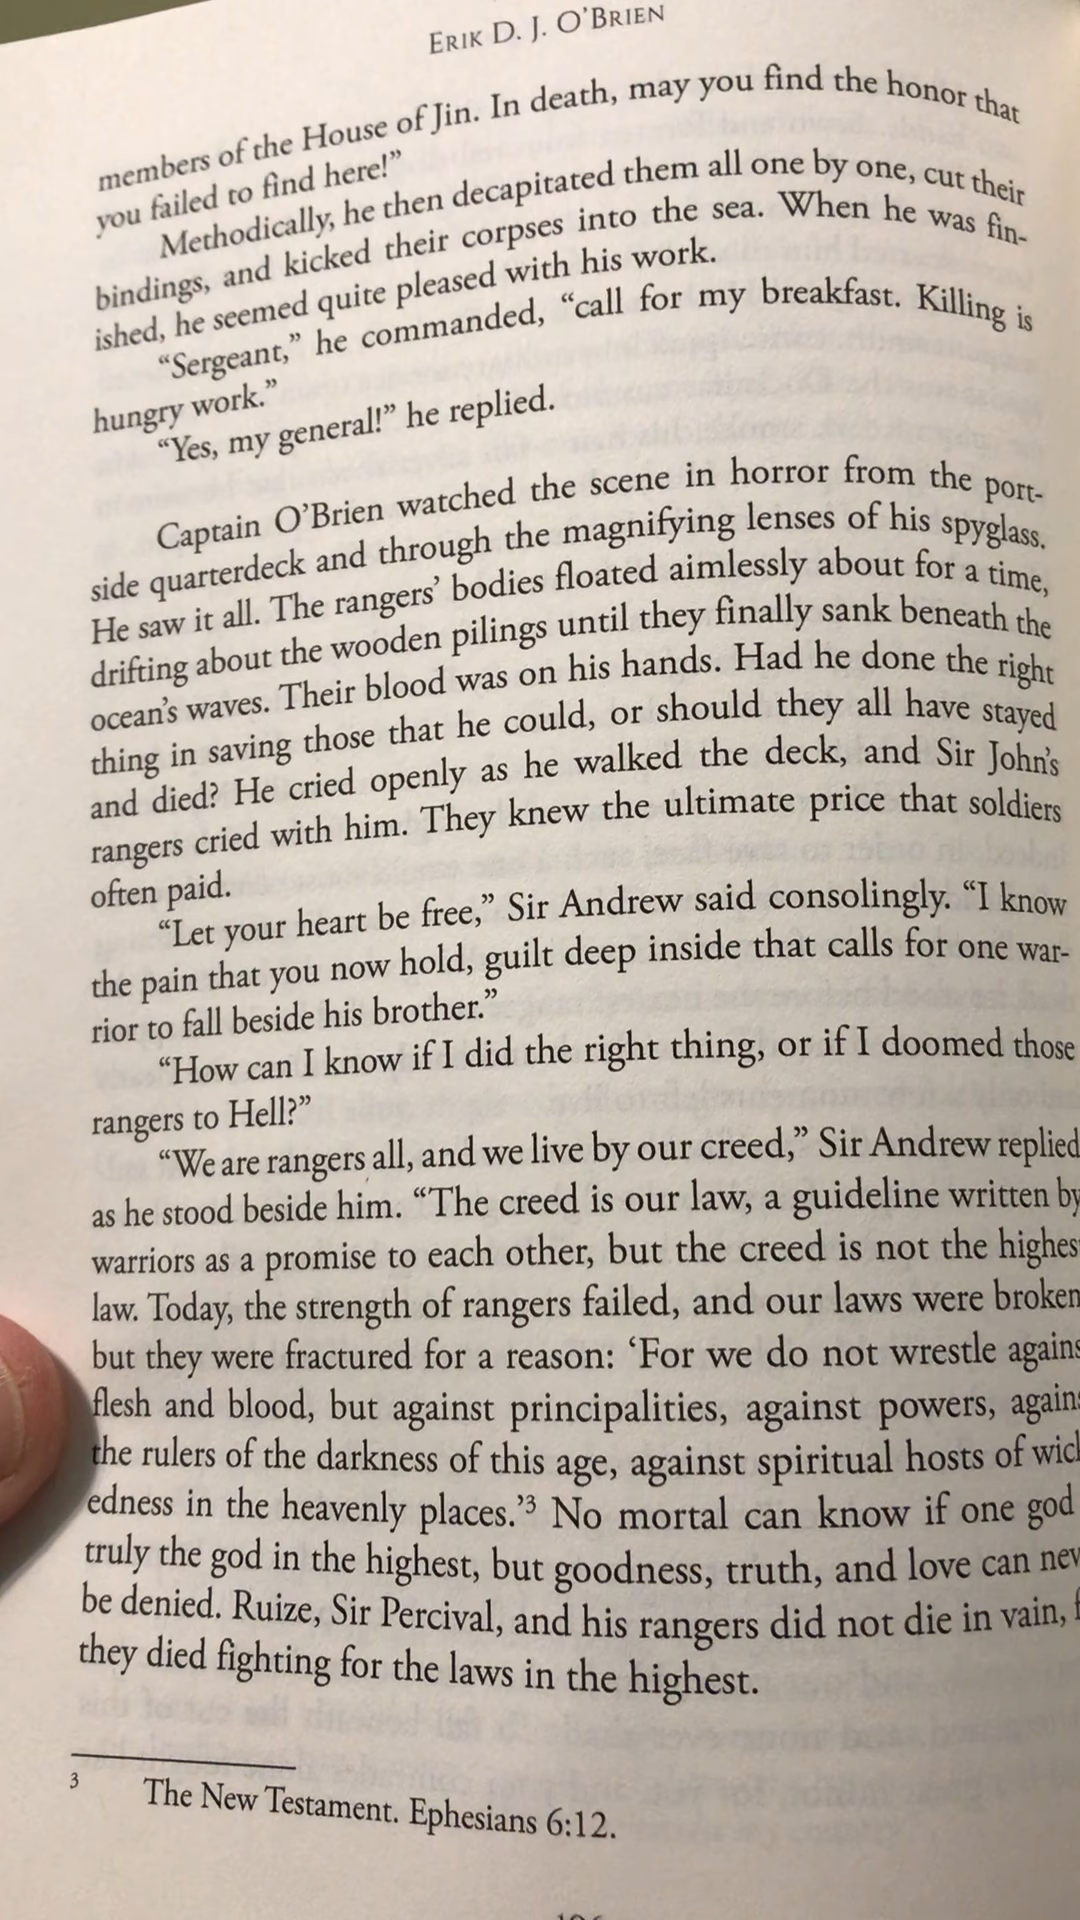 ERIK D. J. O’BRIEN
members of the House of Jin. In death, may you find the honor that
you failed to find here!”
Methodically, he then decapitated them all one by one, cut their
bindings, and kicked their corpses into the sea. When he was fin-
ished, he seemed quite pleased with his work.
“Sergeant,” he commanded, “call for my breakfast. Killing is
hungry work.”
“Yes, my general!” he replied.
Captain O’Brien watched the scene in horror from the port-
side quarterdeck and through the magnifying lenses of his spyglass.
He saw it all. The rangers’ bodies floated aimlessly about for a time,
drifting about the wooden pilings until they finally sank beneath the
ocean’s waves. Their blood was on his hands. Had he done the right
thing in saving those that he could, or should they all have stayed
and died? He cried openly as he walked the deck, and Sir John’s
rangers cried with him. They knew the ultimate price that soldiers
often paid.
“Let your heart be free,” Sir Andrew said consolingly. “I know
the pain that you now hold, guilt deep inside that calls for one war-
rior to fall beside his brother.”
“How can I know if I did the right thing, or if I doomed those
rangers to Hell?”
“We are rangers all, and we live by our creed,” Sir Andrew replied
as he stood beside him. “The creed is our law, a guideline written by
warriors as a promise to each other, but the creed is not the highes
law. Today, the strength of rangers failed, and our laws were broken
but they were fractured for a reason: ‘For we do not wrestle agains
flesh and blood, but against principalities, against powers, agains
the rulers of the darkness of this age, against spiritual hosts of wick
edness in the heavenly places.’3 No mortal can know if one god
truly the god in the highest, but goodness, truth, and love can nev
be denied. Ruize, Sir Percival, and his rangers did not die in vain, f
they died fighting for the laws in the highest.
3 The New Testament. Ephesians 6:12.